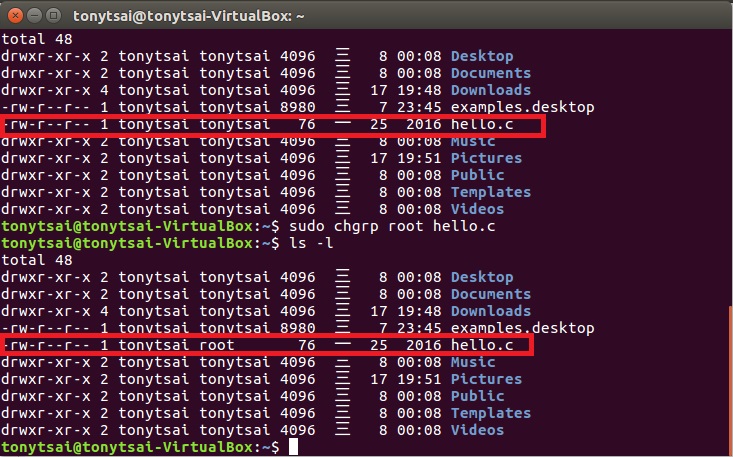 tonytsai@tonytsai-VirtualBox: ~
total 48
drwxr-xr-x 2 tonytsai tonytsai 4096 三 8 00:08 Desktop
drwxr-xr-x 2 tonytsai tonytsai 4096 三 8 00:08 Documents
drwxr-xr-x 4 tonytsai tonytsai 4096 三 17 19:48 Downloads
-rw-r--r-- 1 tonytsai tonytsai 8980 三 7 23:45 examples.desktop
-rw-r--r-- 1 tonytsai tonytsai 76 一 25 2016 hello.c
drwxr-xr-x 2 tonytsai tonytsai 4096 三 8 00:08 Music
drwxr-xr-x 2 tonytsai tonytsai 4096 三 17 19:51 Pictures
drwxr-xr-x 2 tonytsai tonytsai 4096 三 8 00:08 Public
drwxr-xr-x 2 tonytsai tonytsai 4096 三 8 00:08 Templates
drwxr-xr-x 2 tonytsai tonytsai 4096 三 8 00:08 Videos
tonytsai@tonytsai-VirtualBox:~$ sudo chgrp root hello.c
tonytsai@tonytsai-VirtualBox:~$ ls -l
total 48
drwxr-xr-x 2 tonytsai tonytsai 4096 三 8 00:08 Desktop
drwxr-xr-x 2 tonytsai tonytsai 4096 三 8 00:08 Documents
drwxr-xr-x 4 tonytsai tonytsai 4096 三 17 19:48 Downloads
-rw-r--r-- 1 tonytsai tonytsai 8980 三 7 23:45 examples.desktop
-rw-r--r-- 1 tonytsai root 76 一 25 2016 hello.c
drwxr-xr-x 2 tonytsai tonytsai 4096 三 8 00:08 Music
drwxr-xr-x 2 tonytsai tonytsai 4096 三 17 19:51 Pictures
drwxr-xr-x 2 tonytsai tonytsai 4096 三 8 00:08 Public
drwxr-xr-x 2 tonytsai tonytsai 4096 三 8 00:08 Templates
drwxr-xr-x 2 tonytsai tonytsai 4096 三 8 00:08 Videos
tonytsai@tonytsai-VirtualBox:~$